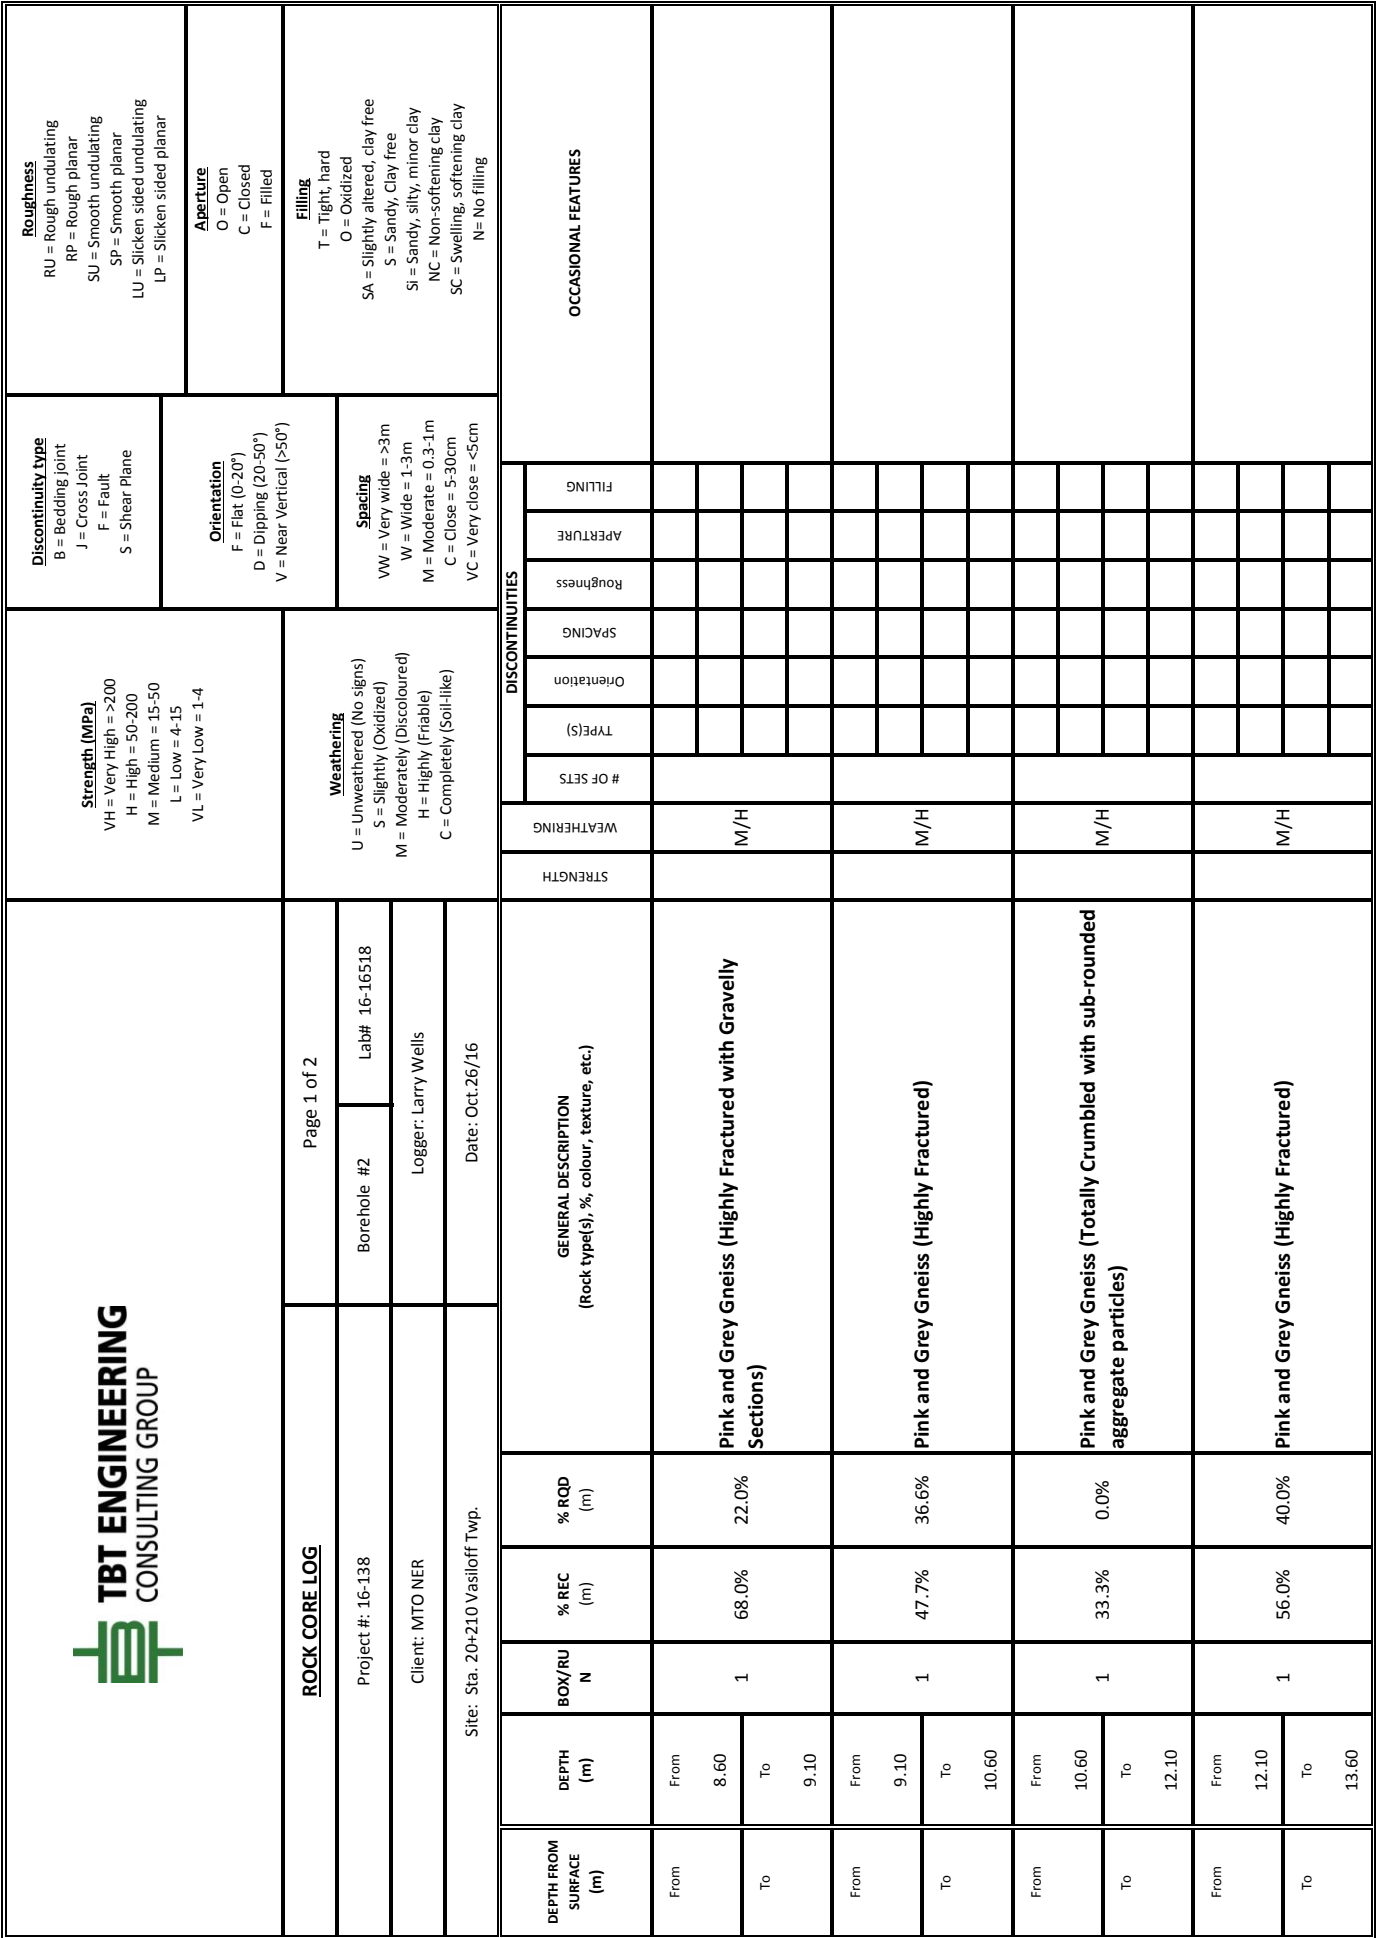 TBT ENGINEERING
CONSULTING GROUP
Strength (MPa)
VH = Very High = >200
H = High = 50-200
M = Medium = 15-50
L = Low = 4-15
VL = Very Low = 1-4
Discontinuity type
B = Bedding joint
J = Cross Joint
F = Fault
S = Shear Plane
Roughness
RU = Rough undulating
RP = Rough planar
SU = Smooth undulating
SP = Smooth planar
LU = Slicken sided undulating
LP = Slicken sided planar
Orientation
F = Flat (0-20°)
D = Dipping (20-50°)
V = Near Vertical (>50°)
Aperture
O = Open
C = Closed
F = Filled
ROCK CORE LOG
Page 1 of 2
Project #: 16-138
Borehole #2
Lab# 16-16518
Client: MTO NER
Logger: Larry Wells
Site: Sta. 20+210 Vasiloff Twp.
Date: Oct.26/16
Weathering
U = Unweathered (No signs)
S = Slightly (Oxidized)
M = Moderately (Discoloured)
H = Highly (Friable)
C = Completely (Soil-like)
Spacing
VW = Very wide = >3m
W = Wide = 1-3m
M = Moderate = 0.3-1m
C = Close = 5-30cm
VC = Very close = <5cm
Filling
T = Tight, hard
O = Oxidized
SA = Slightly altered, clay free
S = Sandy, Clay free
Si = Sandy, silty, minor clay
NC = Non-softening clay
SC = Swelling, softening clay
N= No filling
DEPTH FROM
SURFACE
(m)
DEPTH
(m)
BOX/RU
N
% REC
(m)
% RQD
(m)
GENERAL DESCRIPTION
(Rock type(s), %, colour, texture, etc.)
STRENGTH
WEATHERING
DISCONTINUITIES
# OF SETS
TYPE(S)
Orientation
SPACING
Roughness
APERTURE
FILLING
OCCASIONAL FEATURES
From
From
8.60
To
To
9.10
1
68.0%
22.0%
Pink and Grey Gneiss (Highly Fractured with Gravelly
Sections)
M/H
From
From
9.10
To
To
10.60
1
47.7%
36.6%
Pink and Grey Gneiss (Highly Fractured)
M/H
From
From
10.60
To
To
12.10
1
33.3%
0.0%
Pink and Grey Gneiss (Totally Crumbled with sub-rounded
aggregate particles)
M/H
From
From
12.10
To
To
13.60
1
56.0%
40.0%
Pink and Grey Gneiss (Highly Fractured)
M/H